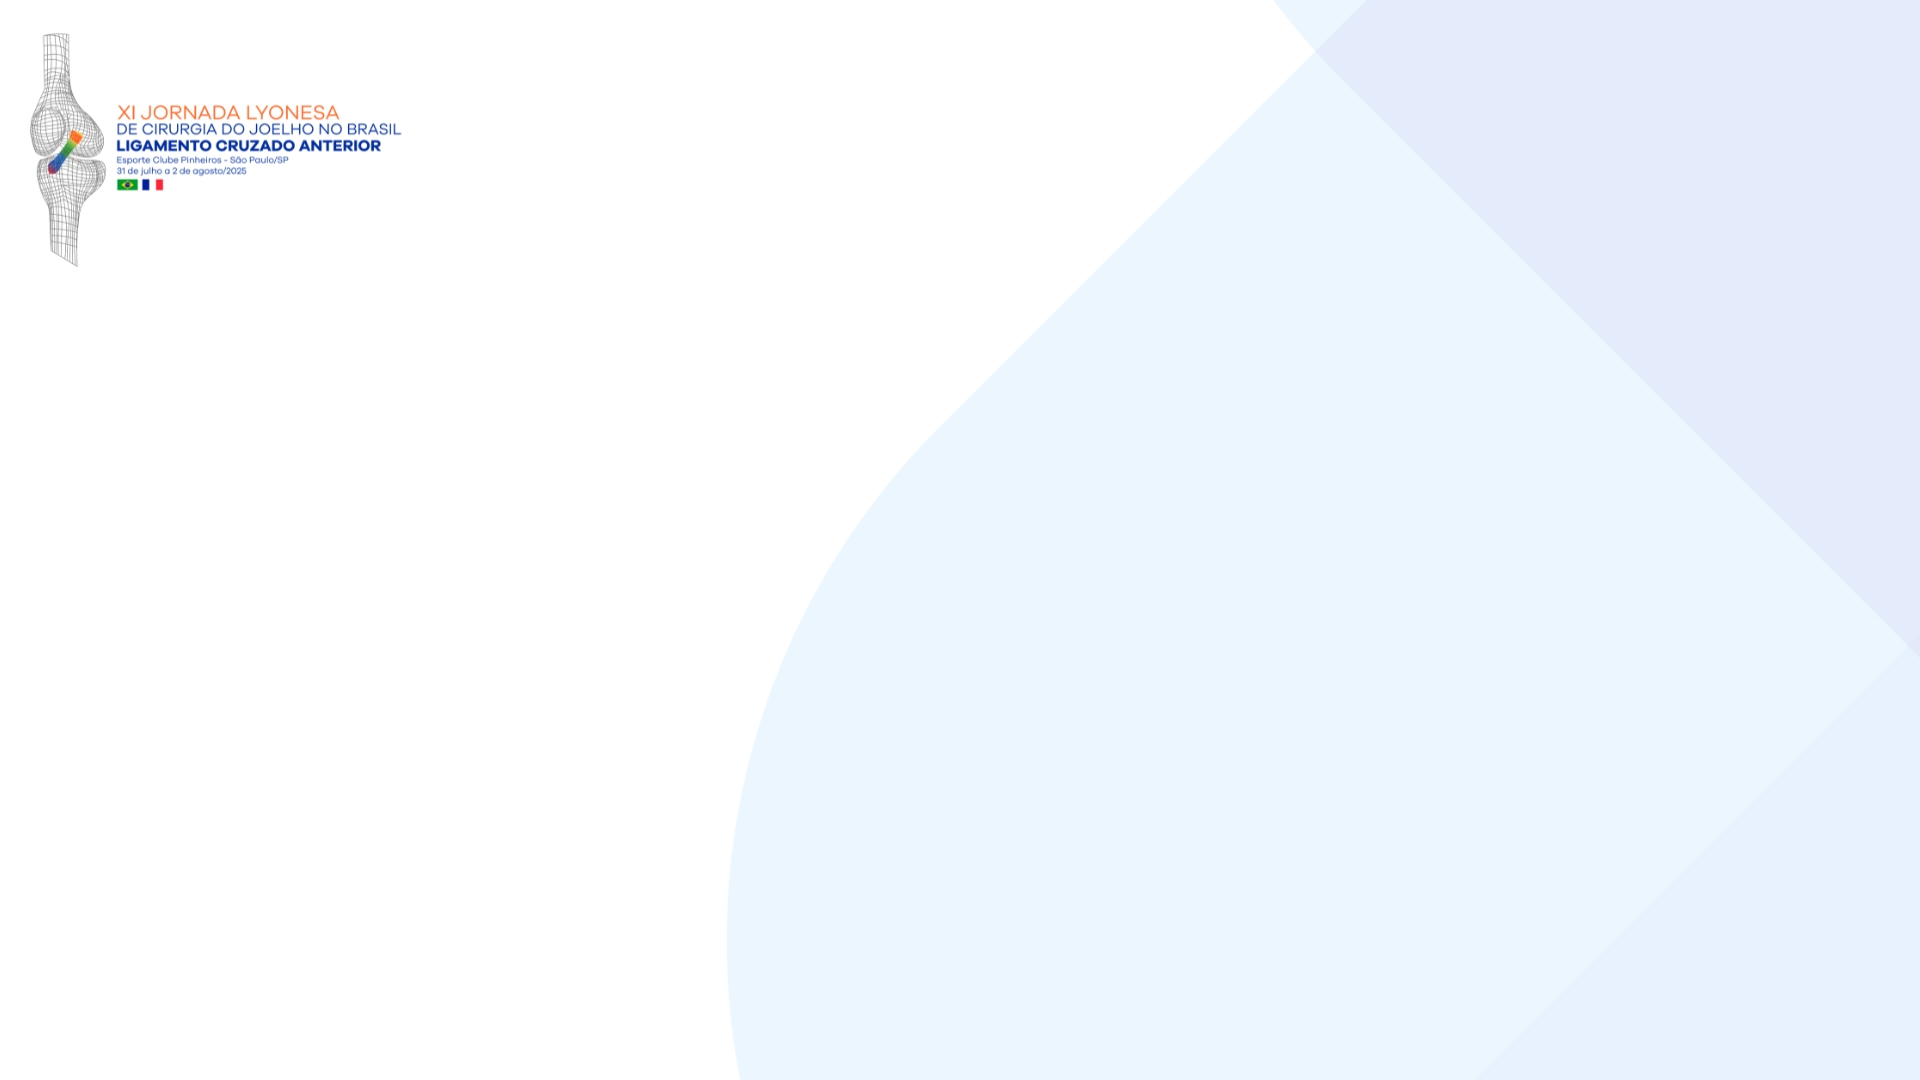 XI JORNADA LYONESA
DE CIRURGIA DO JOELHO NO BRASIL
LIGAMENTO CRUZADO ANTERIOR
Esporte Clube Pinheiros - São Paulo/SP
31 de julho a 2 de agosto/2025